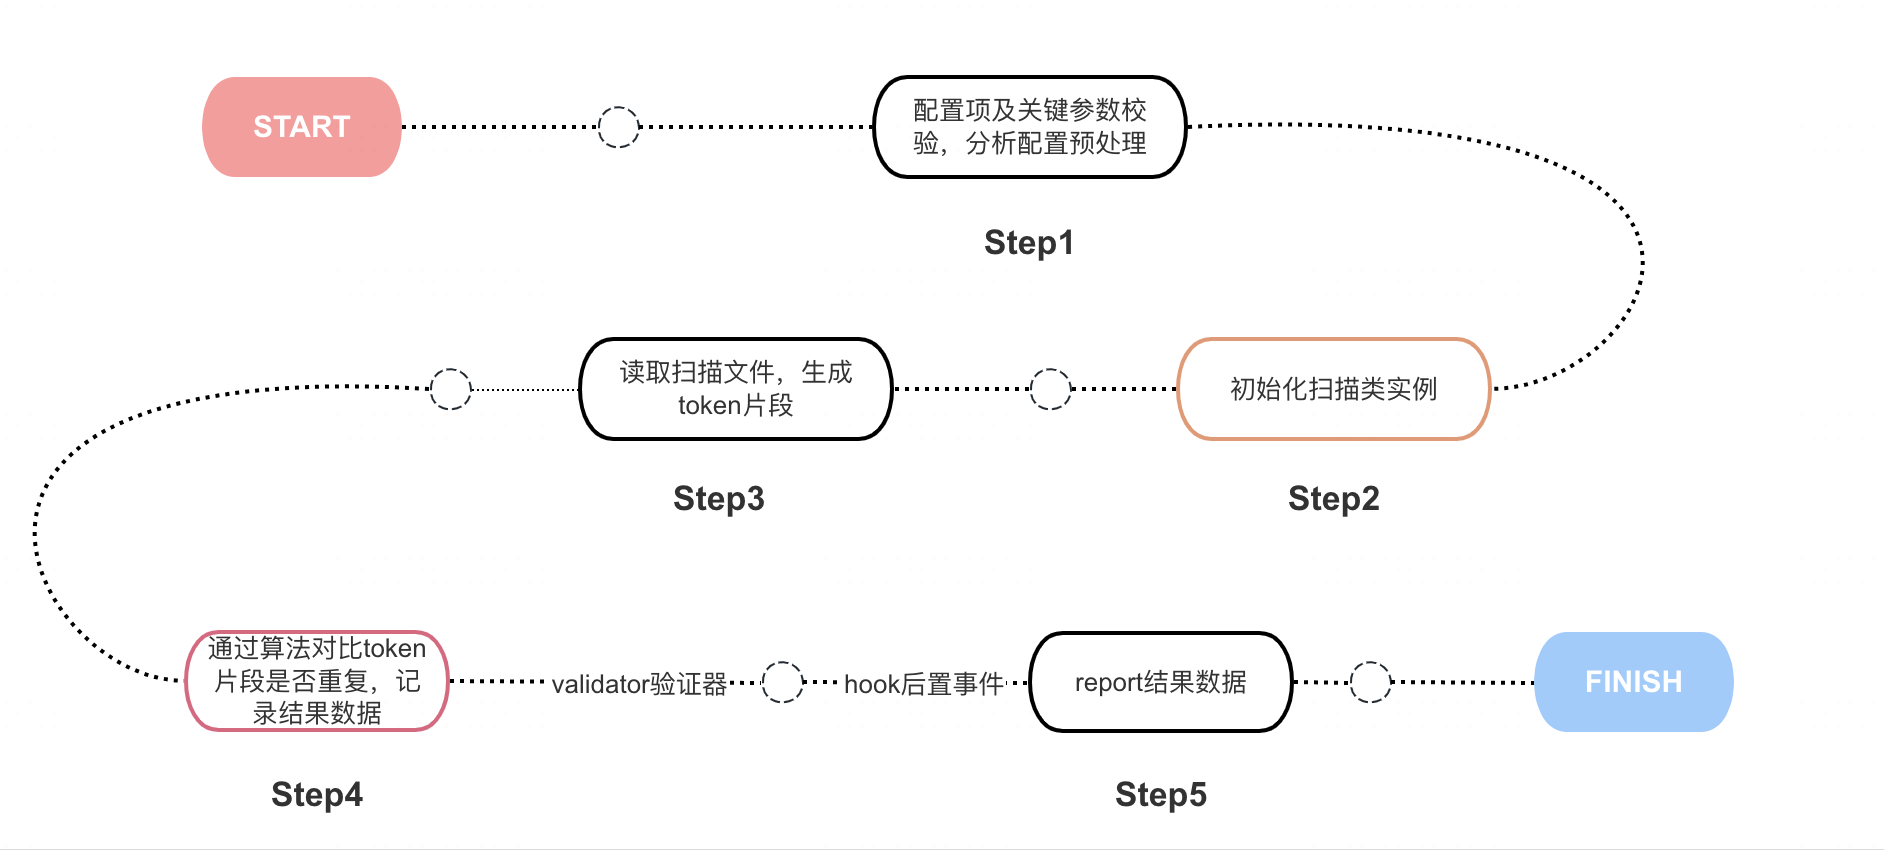 START
配置项及关键参数校
验，分析配置预处理
Step1
初始化扫描类实例
Step2
读取扫描文件，生成
token片段
Step3
通过算法对比token
片段是否重复，记
录结果数据
Step4
validator验证器
hook后置事件
report结果数据
Step5
FINISH